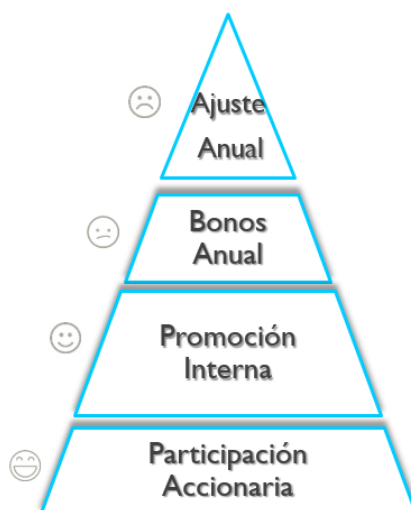 Ajuste
Anual
Bonos
Anual
Promoción
Interna
Participación
Accionaria